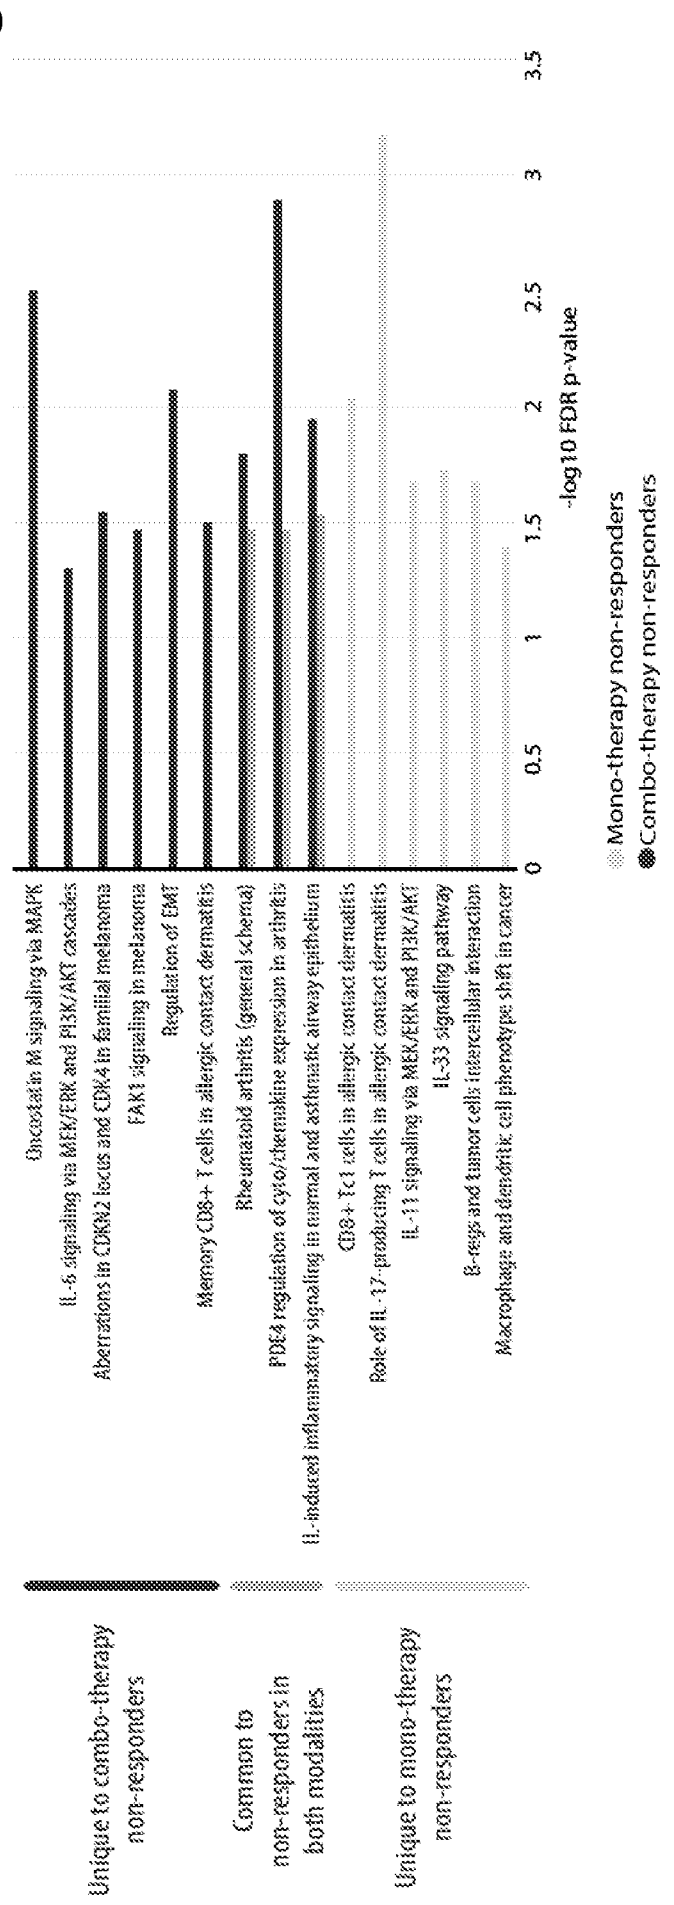 Unique to combo-therapy
non-responders
Common to
non-responders in
both modalities
Unique to mono-therapy
non-responders
Oncostatin M signaling via MAPK
IL-6 signaling via MEK/ERK and PI3K/AKT cascades
Aberrations in CDKN2 locus and CDK4 in familial melanoma
FAK1 signaling in melanoma
Regulation of EMT
Memory CD8+ T cells in allergic contact dermatitis
Rheumatoid arthritis (general schema)
PDE4 regulation of cyto/chemokine expression in arthritis
IL-induced inflammatory signaling in normal and asthmatic airway epithelium
CD8+ Tc1 cells in allergic contact dermatitis
Role of IL-17-producing T cells in allergic contact dermatitis
IL-11 signaling via MEK/ERK and PI3K/AKT
IL-33 signaling pathway
B-regs and tumor cells intercellular interaction
Macrophage and dendritic cell phenotype shift in cancer
0 0.5 1 1.5 2 2.5 3 3.5
-log10 FDR p-value
Mono-therapy non-responders
Combo-therapy non-responders